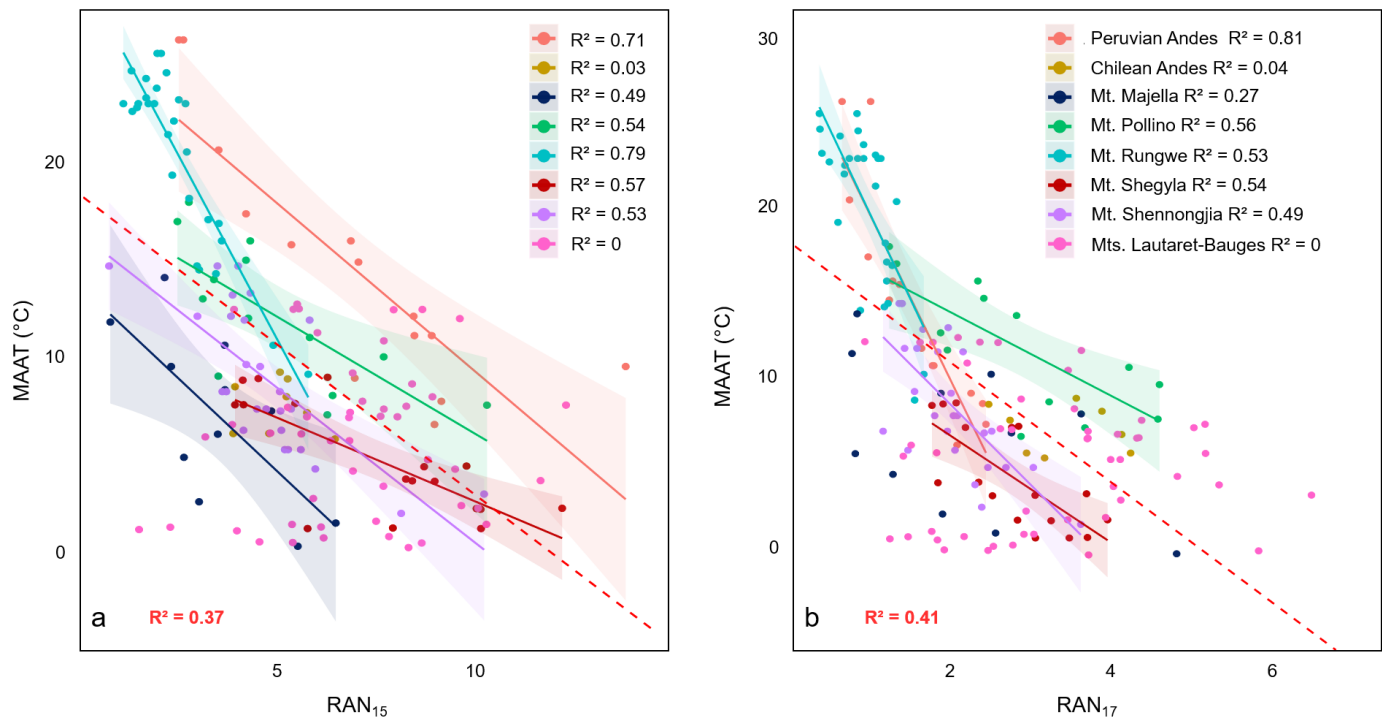 R² = 0.71
R² = 0.03
R² = 0.49
R² = 0.54
R² = 0.79
R² = 0.57
R² = 0.53
R² = 0
20
10
0
MAAT (°C)
a
R² = 0.37
5 10
RAN₁₅
Peruvian Andes R² = 0.81
Chilean Andes R² = 0.04
Mt. Majella R² = 0.27
Mt. Pollino R² = 0.56
Mt. Rungwe R² = 0.53
Mt. Shegyla R² = 0.54
Mt. Shennongjia R² = 0.49
Mts. Lautaret-Bauges R² = 0
30
20
10
0
MAAT (°C)
b
R² = 0.41
2 4 6
RAN₁₇